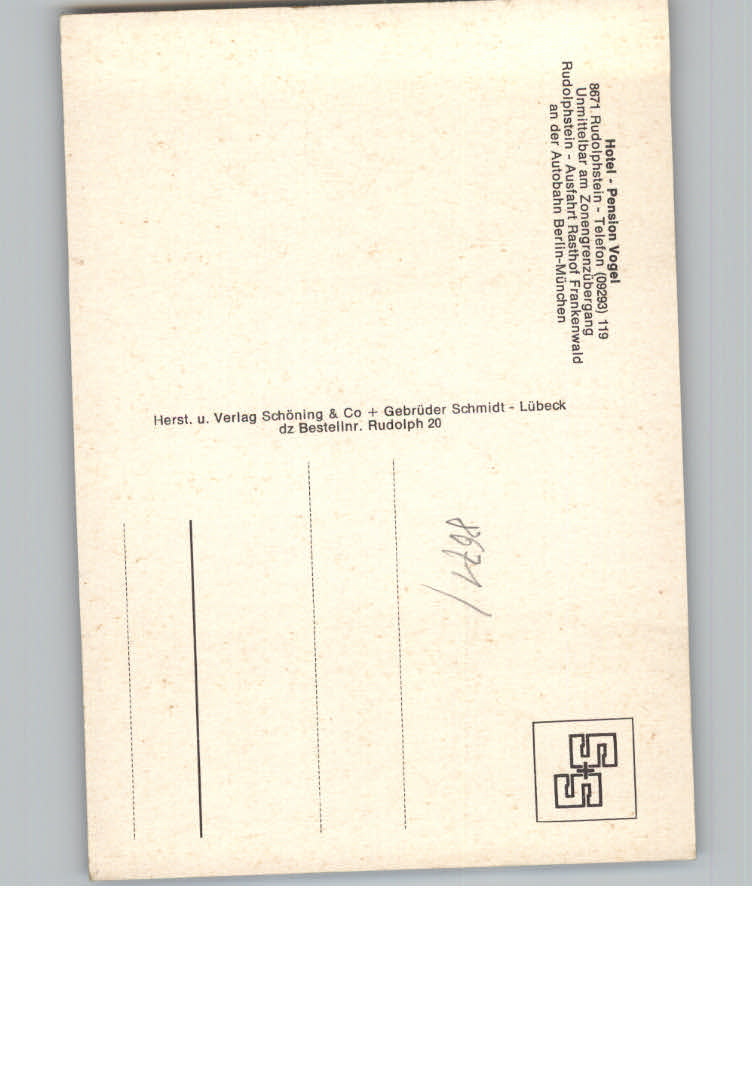 Hotel - Pension Vogel
8671 Rudolphstein - Telefon (09293) 119
Unmittelbar am Zonengrenzübergang
Rudolphstein - Ausfahrt Rasthof Frankenwald
an der Autobahn Berlin-München
Herst. u. Verlag Schöning & Co + Gebrüder Schmidt - Lübeck
dz Bestellnr. Rudolph 20
8671/
S+S